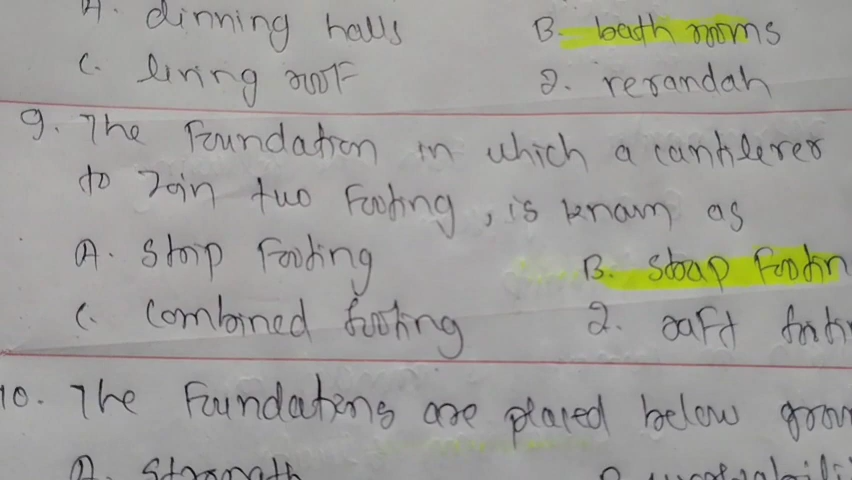 A. dinning halls B. bath rooms
C. living roof D. verandah
9. The Foundation in which a cantilever
to Join two Footing, is known as
A. Strip Footing B. Strap Footin
C. Combined footing D. raft
10. The Foundations are placed below groun
A. Strength